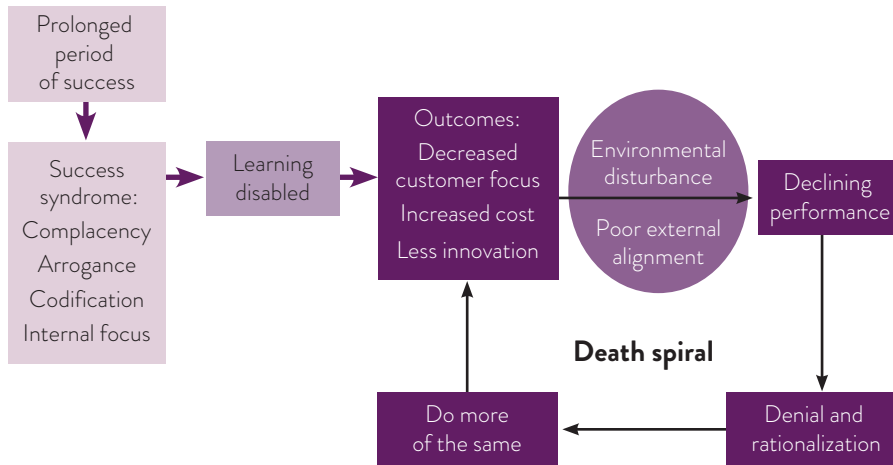 Prolonged
period
of success
Success
syndrome:
Complacency
Arrogance
Codification
Internal focus
Learning
disabled
Outcomes:
Decreased
customer focus
Increased cost
Less innovation
Environmental
disturbance
Poor external
alignment
Declining
performance
Death spiral
Denial and
rationalization
Do more
of the same